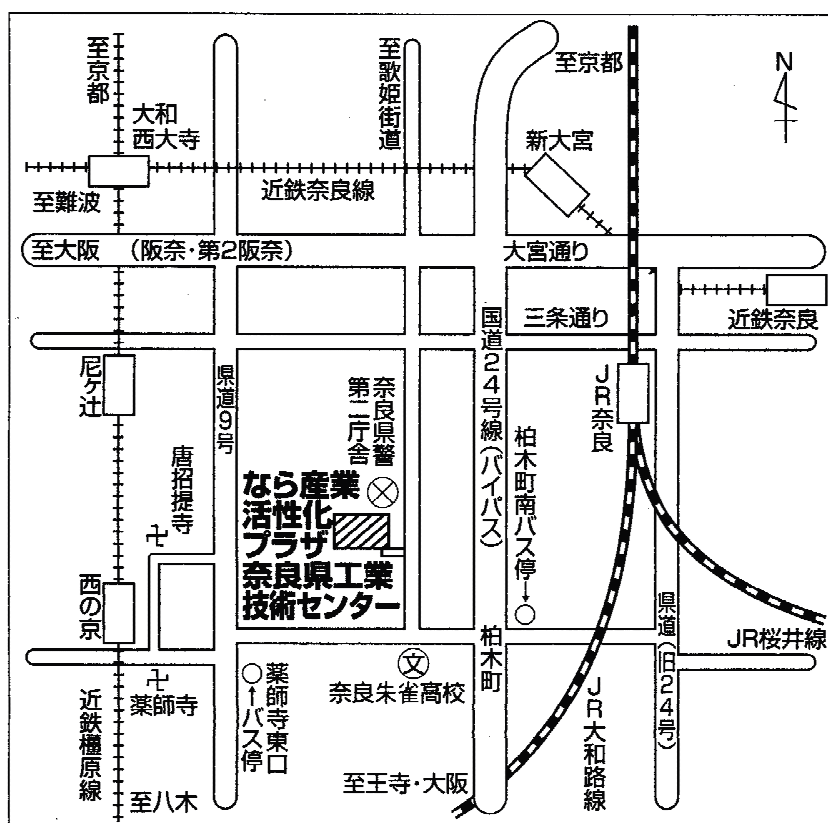 至京都
大和
西大寺
至歌姫街道
至京都
N
新大宮
近鉄奈良線
至難波
至大阪 (阪奈・第2阪奈)
大宮通り
三条通り
近鉄奈良
尼ヶ辻
県道9号
奈良県警
第二庁舎
国道24号線(バイパス)
JR奈良
柏木町南バス停→
唐招提寺
卍
なら産業
活性化
プラザ
奈良県工業
技術センター
西の京
卍
薬師寺
薬師寺東口
←バス停
文
奈良朱雀高校
柏木町
県道(旧24号)
JR桜井線
JR大和路線
近鉄橿原線
至八木
至王寺・大阪